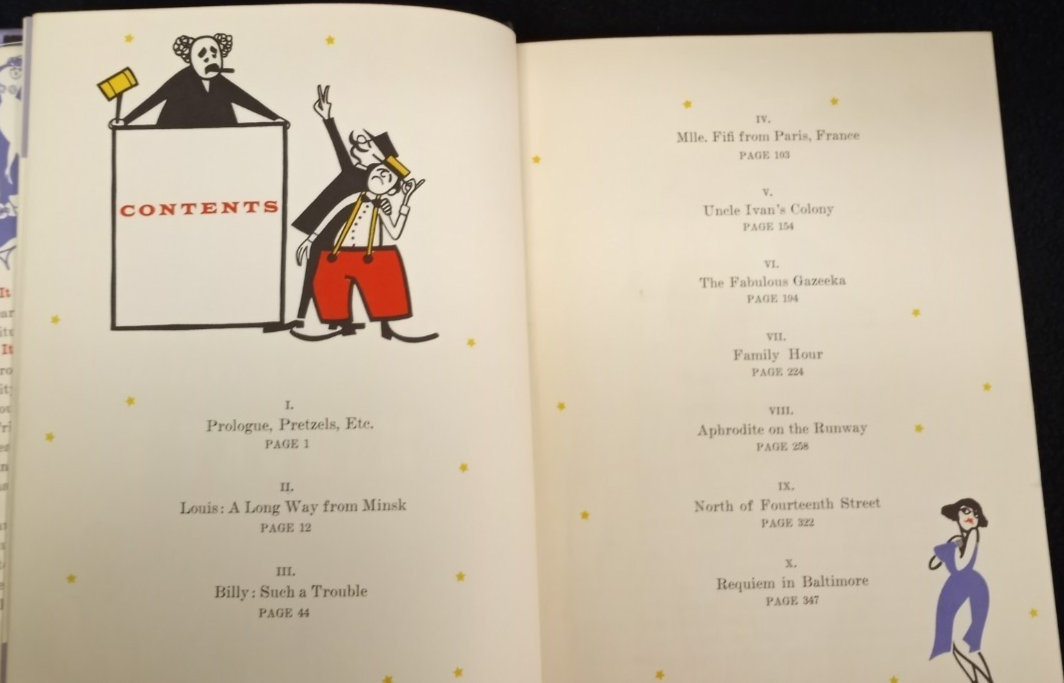 CONTENTS
I.
Prologue, Pretzels, Etc.
PAGE 1
II.
Louis: A Long Way from Minsk
PAGE 12
III.
Billy: Such a Trouble
PAGE 44
IV.
Mlle. Fifi from Paris, France
PAGE 103
V.
Uncle Ivan's Colony
PAGE 154
VI.
The Fabulous Gazeeka
PAGE 194
VII.
Family Hour
PAGE 224
VIII.
Aphrodite on the Runway
PAGE 258
IX.
North of Fourteenth Street
PAGE 322
X.
Requiem in Baltimore
PAGE 347